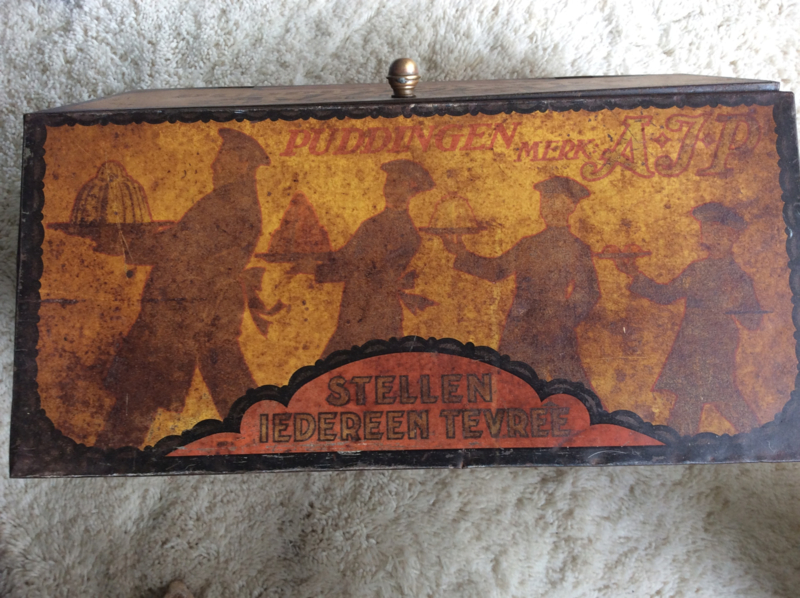 PUDDINGEN MERK A·J·P
STELLEN
IEDEREEN TEVREE